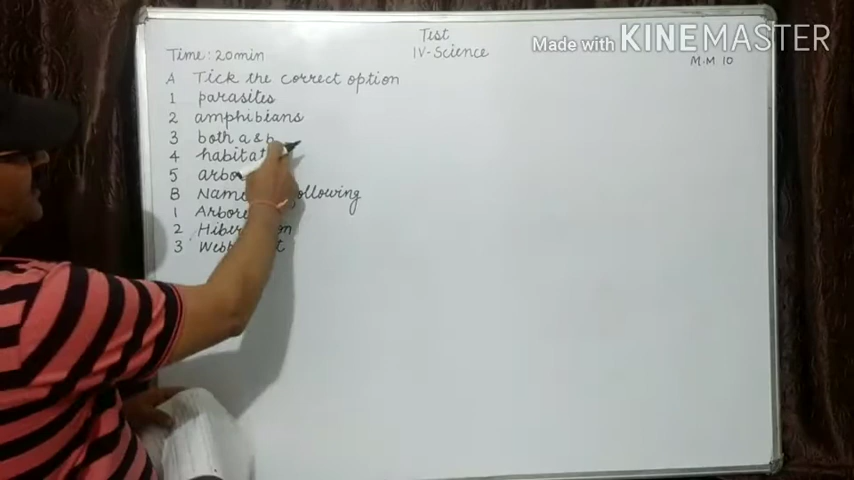 Test
Made with KINEMASTER
Time: 20min
IV-Science
M.M 10
A Tick the correct option
1 parasites
2 amphibians
3 both a & b
4 habitat
5
B following
1
2
3